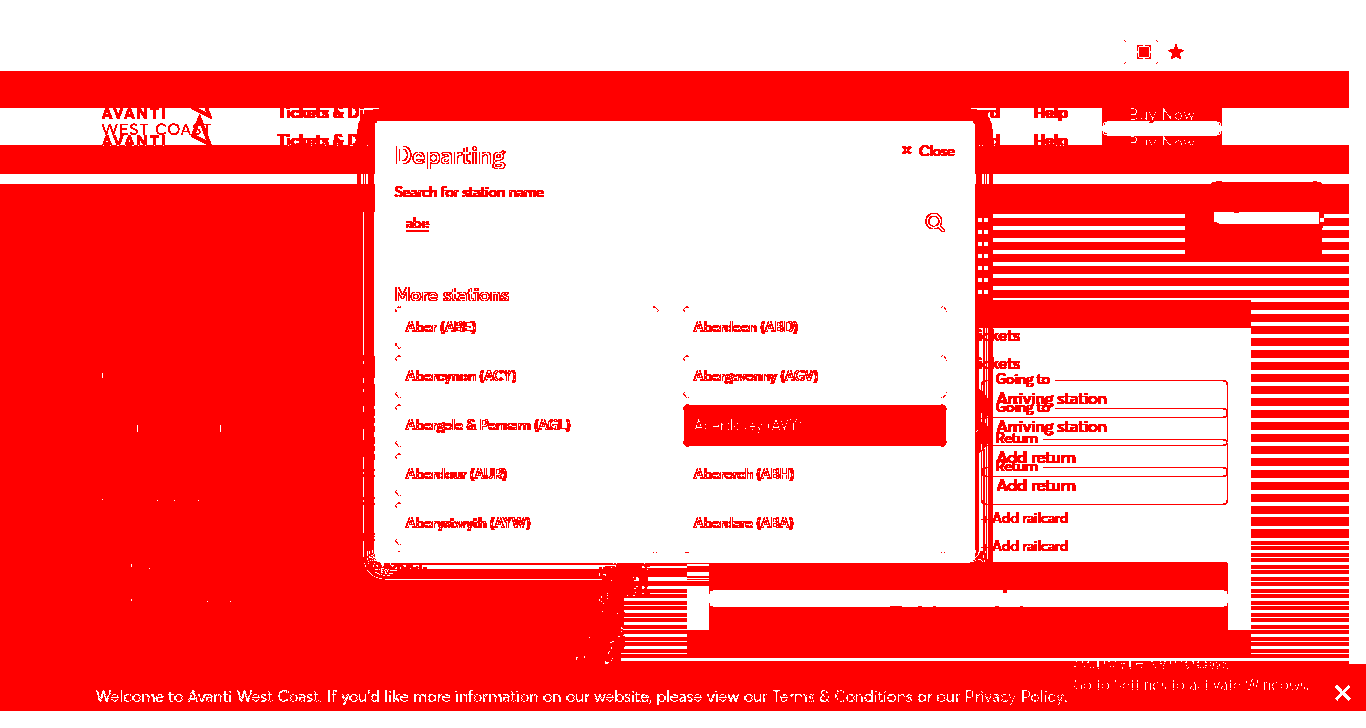 AVANTI
WEST COAST
AVANTI
Tickets & D
Tickets & D
d
Help
Buy Now
d
Help
Buy Now
Departing
× Close
Search for station name
abe
More stations
Aber (ABE)
Aberdeen (ABD)
Abercynon (ACY)
Abergavenny (AGV)
Abergele & Pensarn (AGL)
Aberdovey (AVY)
Aberdour (AUR)
Abererch (ABH)
Aberystwyth (AYW)
Aberdare (ABA)
ickets
ickets
Going to
Arriving station
Going to
Arriving station
Return
Add return
Return
Add return
Add railcard
Add railcard
Go to Settings to activate Windows.
Welcome to Avanti West Coast. If you'd like more information on our website, please view our Terms & Conditions or our Privacy Policy.